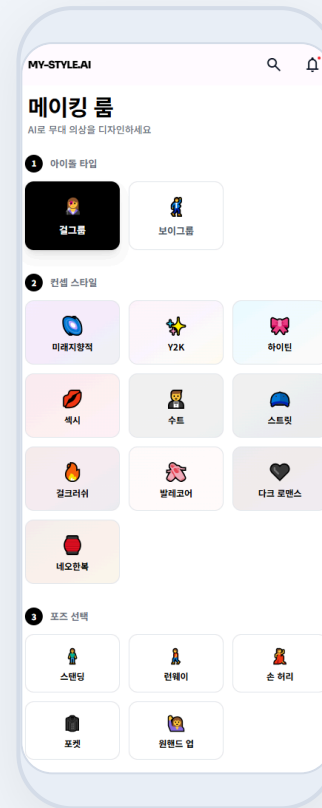 MY-STYLE.AI
메이킹 룸
AI로 무대 의상을 디자인하세요
1 아이돌 타입
걸그룹
보이그룹
2 컨셉 스타일
미래지향적
Y2K
하이틴
섹시
수트
스트릿
걸크러쉬
발레코어
다크 로맨스
네오한복
3 포즈 선택
스탠딩
런웨이
손 허리
포켓
원핸드 업